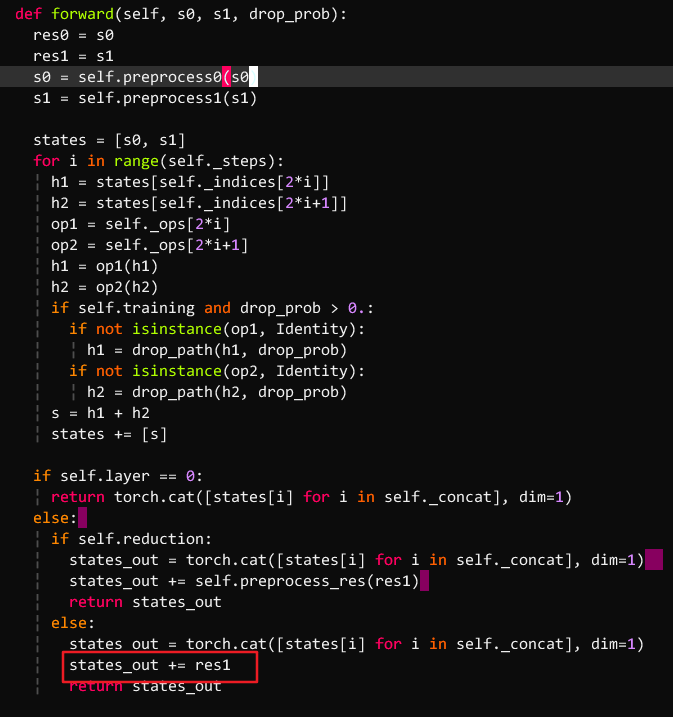 def forward(self, s0, s1, drop_prob):
  res0 = s0
  res1 = s1
  s0 = self.preprocess0(s0)
  s1 = self.preprocess1(s1)

  states = [s0, s1]
  for i in range(self._steps):
    h1 = states[self._indices[2*i]]
    h2 = states[self._indices[2*i+1]]
    op1 = self._ops[2*i]
    op2 = self._ops[2*i+1]
    h1 = op1(h1)
    h2 = op2(h2)
    if self.training and drop_prob > 0.:
      if not isinstance(op1, Identity):
        h1 = drop_path(h1, drop_prob)
      if not isinstance(op2, Identity):
        h2 = drop_path(h2, drop_prob)
    s = h1 + h2
    states += [s]

  if self.layer == 0:
    return torch.cat([states[i] for i in self._concat], dim=1)
  else:
    if self.reduction:
      states_out = torch.cat([states[i] for i in self._concat], dim=1)
      states_out += self.preprocess_res(res1)
      return states_out
    else:
      states_out = torch.cat([states[i] for i in self._concat], dim=1)
      states_out += res1
      return states_out